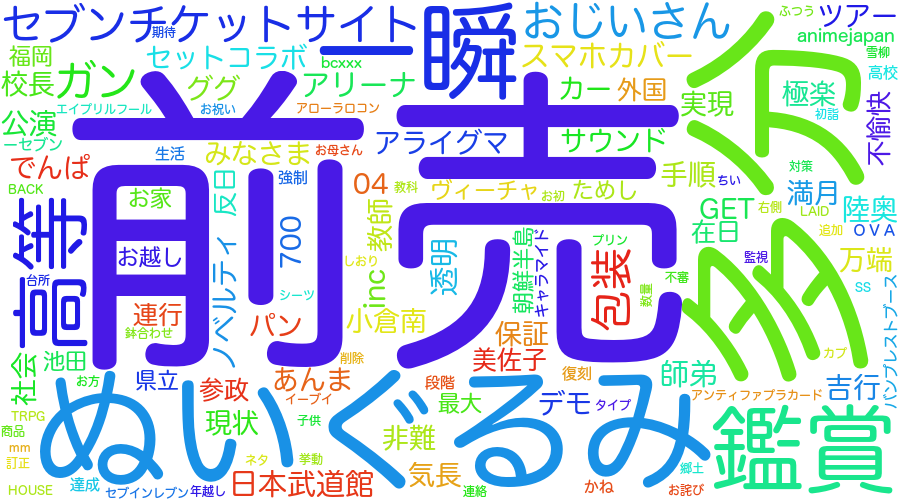 セブンチケットサイト
期待
瞬
おじいさん
ふつう
ツアー
animejapan
雪柳
福岡
セットコラボ
bcxxx
スマホカバー
分
高校
校長
ガン
ググ
アリーナ
カー
外国
実現
極楽
初詣
エイプリルフール
お祝い
アローラロコン
公演
ーセブン
前売
アライグマ
サウンド
不愉快
でんぱ
生活
みなさま
お母さん
対策
BACK
強制
04
教科
ヴィーチャ
お初
ためし
手順
ちい
満月
高等
お家
反日
教師
GET
右側
LAID
陸奥
700
透明
朝鮮半島
キャラマイド
プリン
在日
追加
OVA
お越し
ノベルティ
しおり
inc
包装
監視
万端
台所
シーツ
数量
不審
多
SS
連行
鉢合わせ
パン
小倉南
保証
パンプレストブース
社会
池田
削除
美佐子
復刻
師弟
カブ
お方
県立
参政
あんま
イーブイ
段階
デモ
タイプ
アンティファブラカード
吉行
TRPG
ぬいぐるみ
現状
子供
最大
鑑賞
商品
mm
訂正
ネタ
挙動
非難
気長
郷土
HOUSE
達成
セブインレブン
年越し
日本武道館
連絡
かね
お詫び